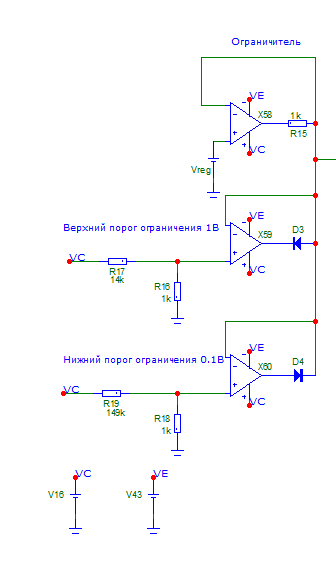 Ограничитель
VE
X58
1k
R15
VC
Vreg
VE
Верхний порог ограничения 1В
X59
D3
VC
VC
R17
14k
R16
1k
VE
Нижний порог ограничения 0.1В
X60
D4
VC
VC
R19
149k
R18
1k
VC
VE
V16
V43